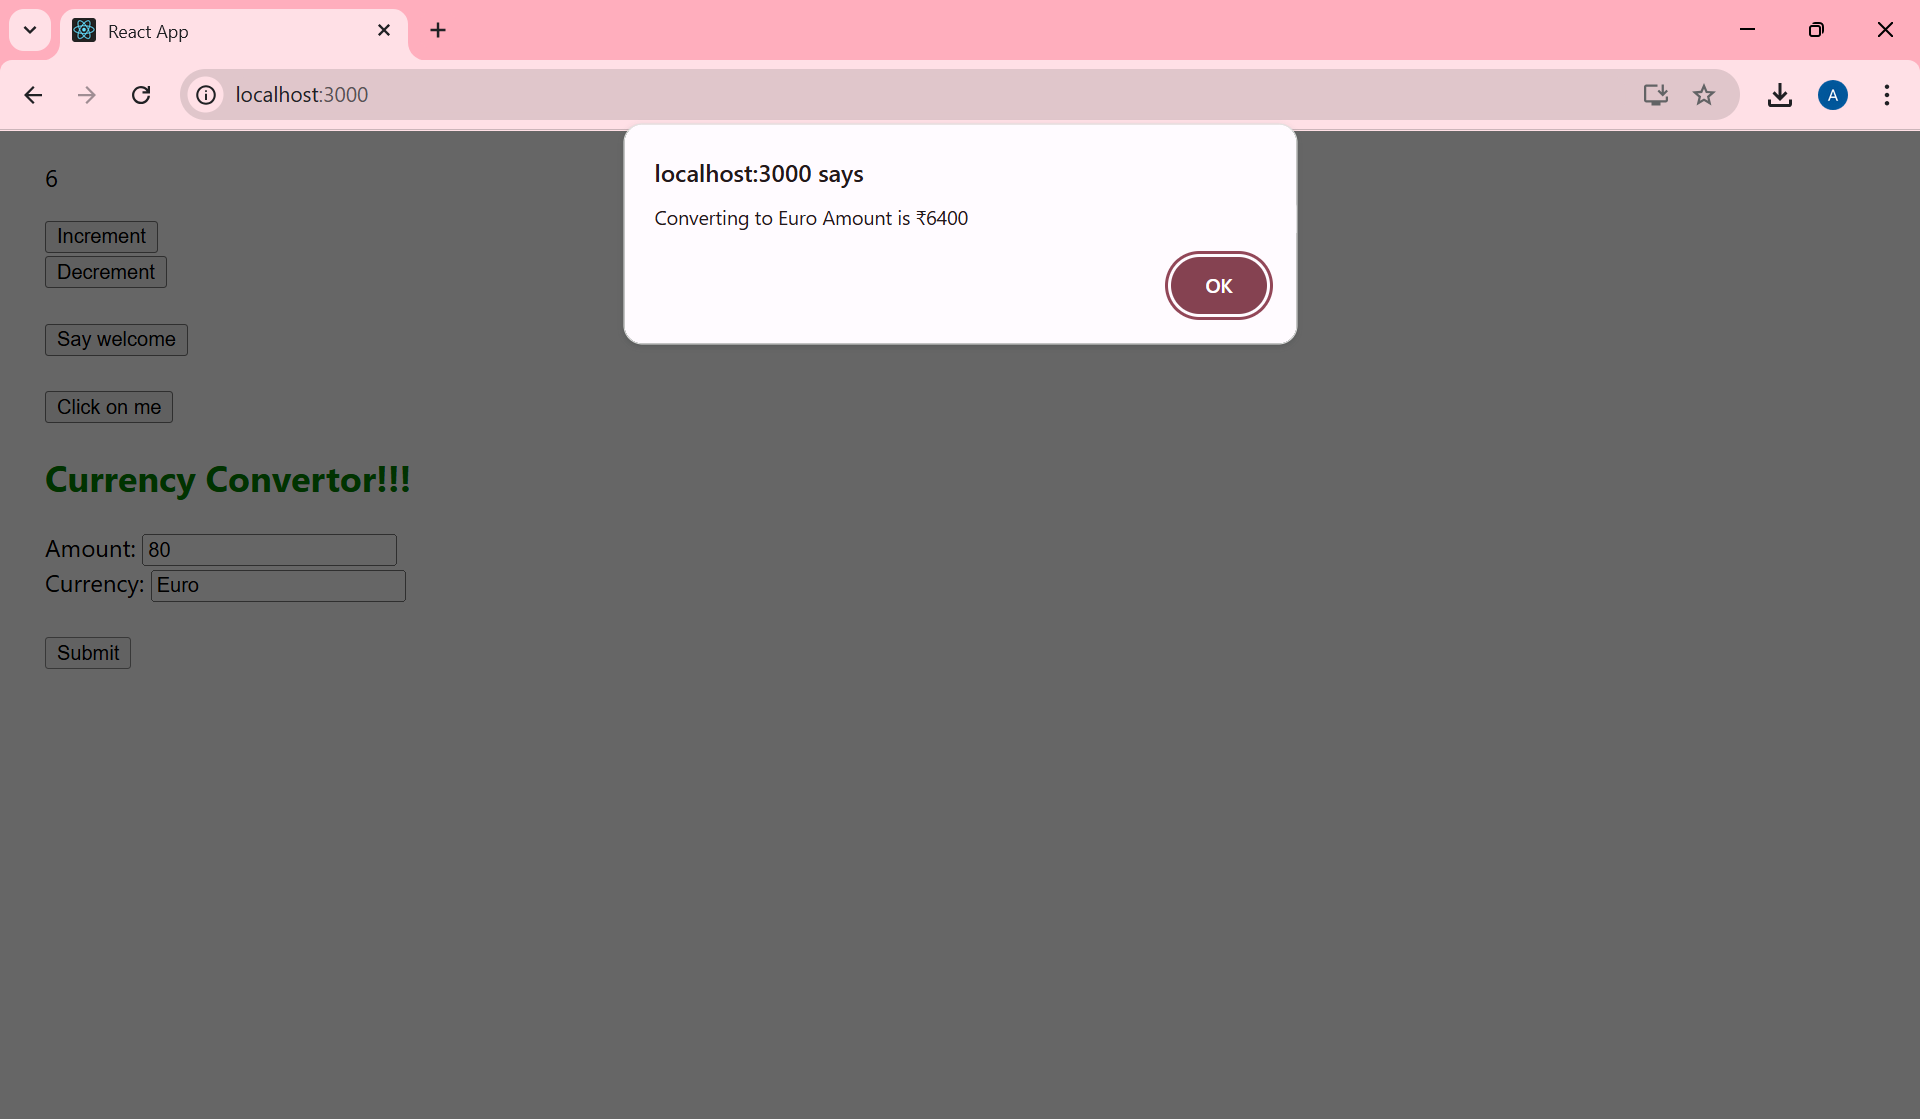 React App
localhost:3000
A
localhost:3000 says
Converting to Euro Amount is ₹6400
OK
6
Increment
Decrement
Say welcome
Click on me
Currency Convertor!!!
Amount: 80
Currency: Euro
Submit